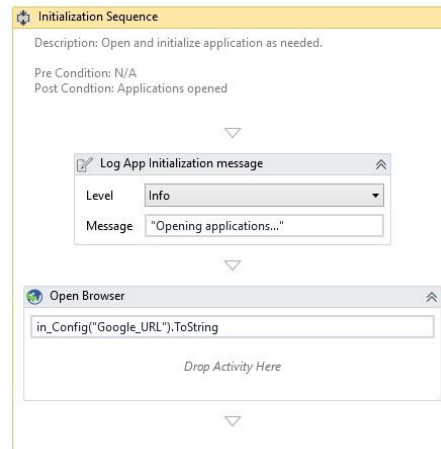 Initialization Sequence
Description: Open and initialize application as needed.
Pre Condition: N/A
Post Condtion: Applications opened
Log App Initialization message
Level Info
Message "Opening applications..."
Open Browser
in_Config("Google_URL").ToString
Drop Activity Here